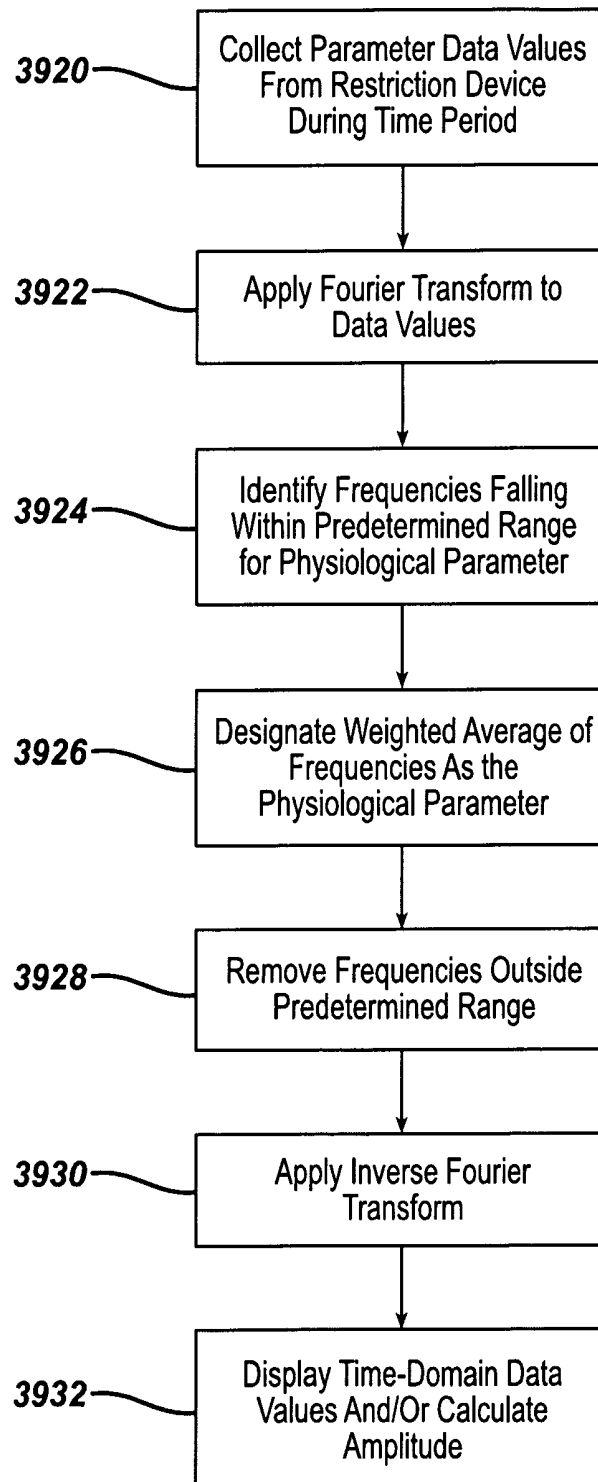 3920
Collect Parameter Data Values
From Restriction Device
During Time Period
3922
Apply Fourier Transform to
Data Values
3924
Identify Frequencies Falling
Within Predetermined Range
for Physiological Parameter
3926
Designate Weighted Average of
Frequencies As the
Physiological Parameter
3928
Remove Frequencies Outside
Predetermined Range
3930
Apply Inverse Fourier
Transform
3932
Display Time-Domain Data
Values And/Or Calculate
Amplitude